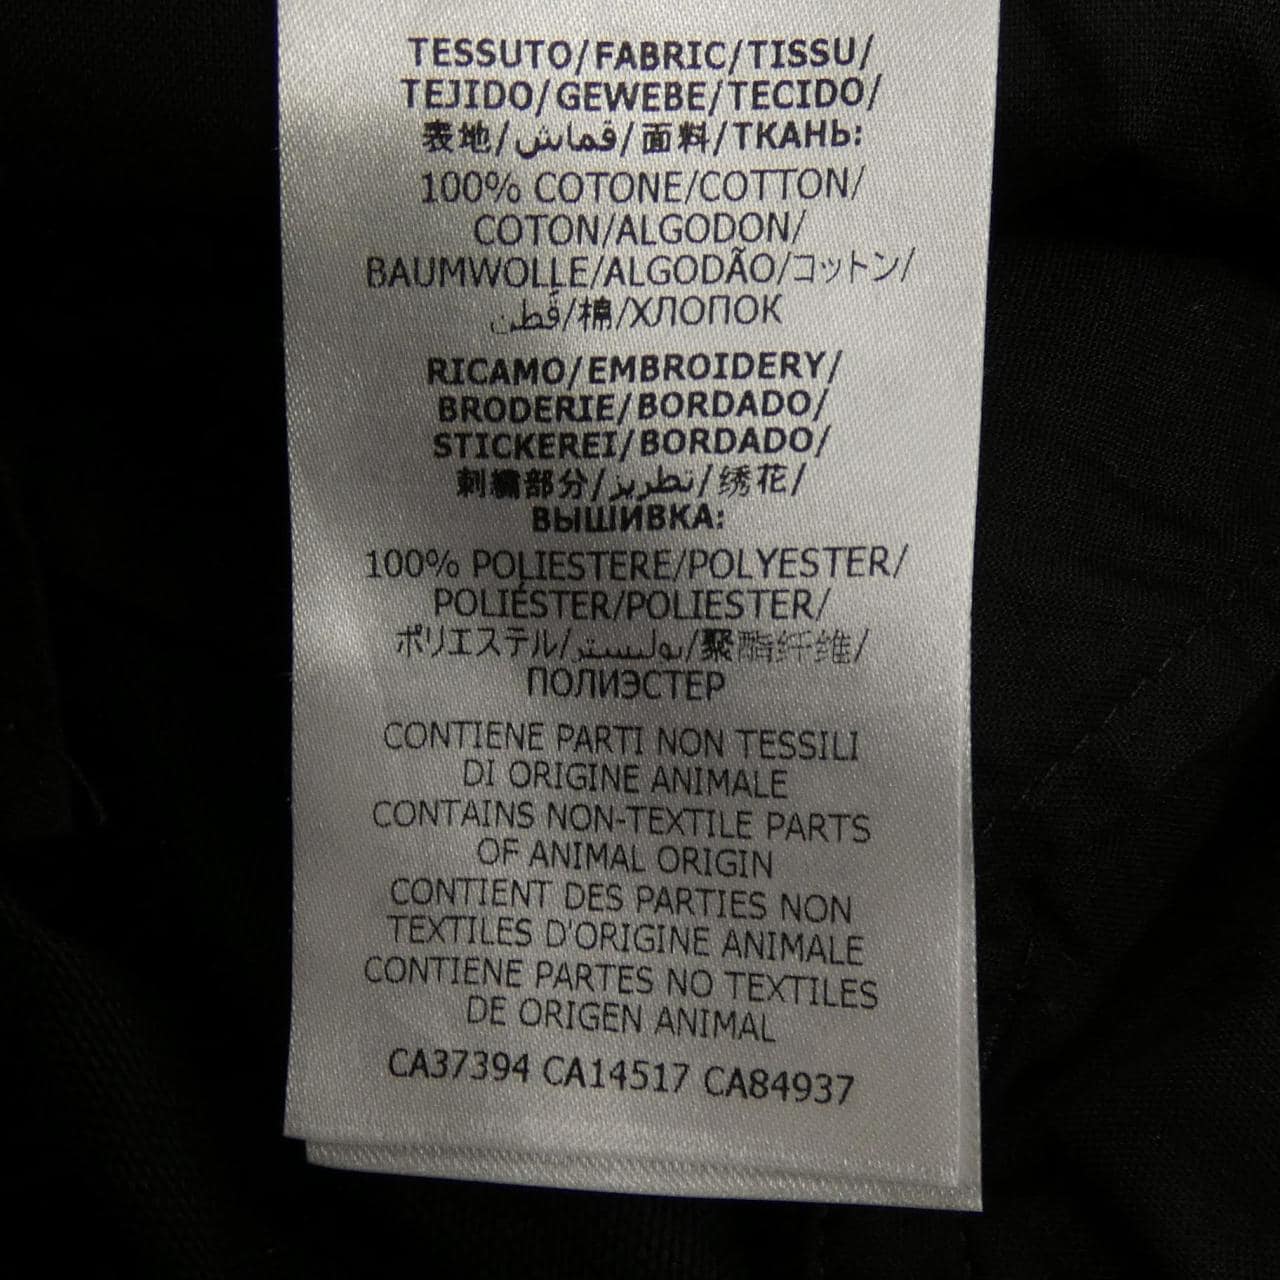 TESSUTO/FABRIC/TISSU/
TEJIDO/GEWEBE/TECIDO/
表地/قماش/面料/ТКАНЬ:
100% COTONE/COTTON/
COTON/ALGODON/
BAUMWOLLE/ALGODÃO/コットン/
قُطن/棉/ХЛОПОК
RICAMO/EMBROIDERY/
BRODERIE/BORDADO/
STICKEREI/BORDADO/
刺繍部分/تطريز/绣花/
ВЫШИВКА:
100% POLIESTERE/POLYESTER/
POLIÉSTER/POLIESTER/
ポリエステル/بوليستر/聚酯纤维/
ПОЛИЭСТЕР
CONTIENE PARTI NON TESSILI
DI ORIGINE ANIMALE
CONTAINS NON-TEXTILE PARTS
OF ANIMAL ORIGIN
CONTIENT DES PARTIES NON
TEXTILES D'ORIGINE ANIMALE
CONTIENE PARTES NO TEXTILES
DE ORIGEN ANIMAL
CA37394 CA14517 CA84937